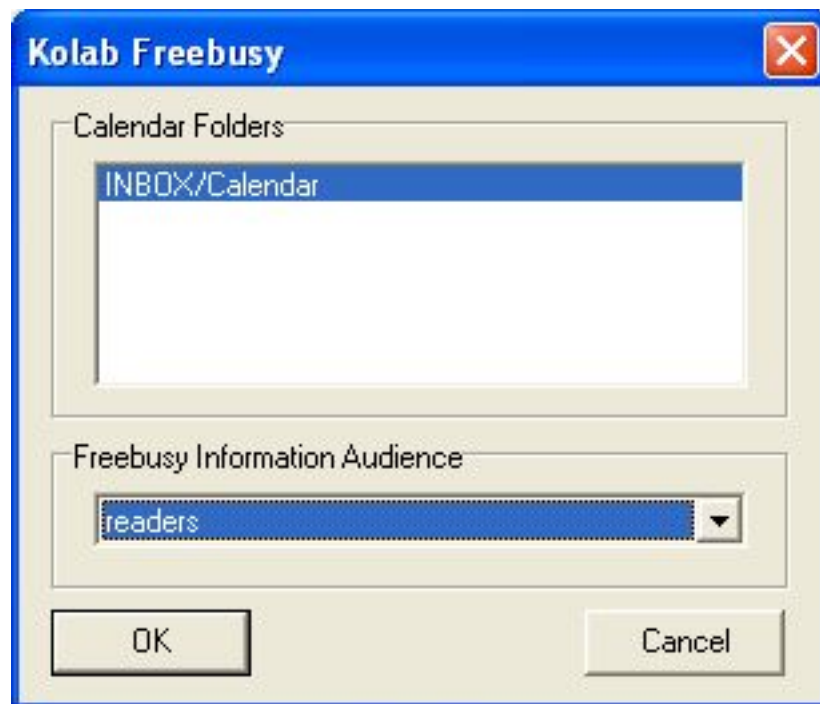 Kolab Freebusy
Calendar Folders
INBOX/Calendar
Freebusy Information Audience
readers
OK
Cancel